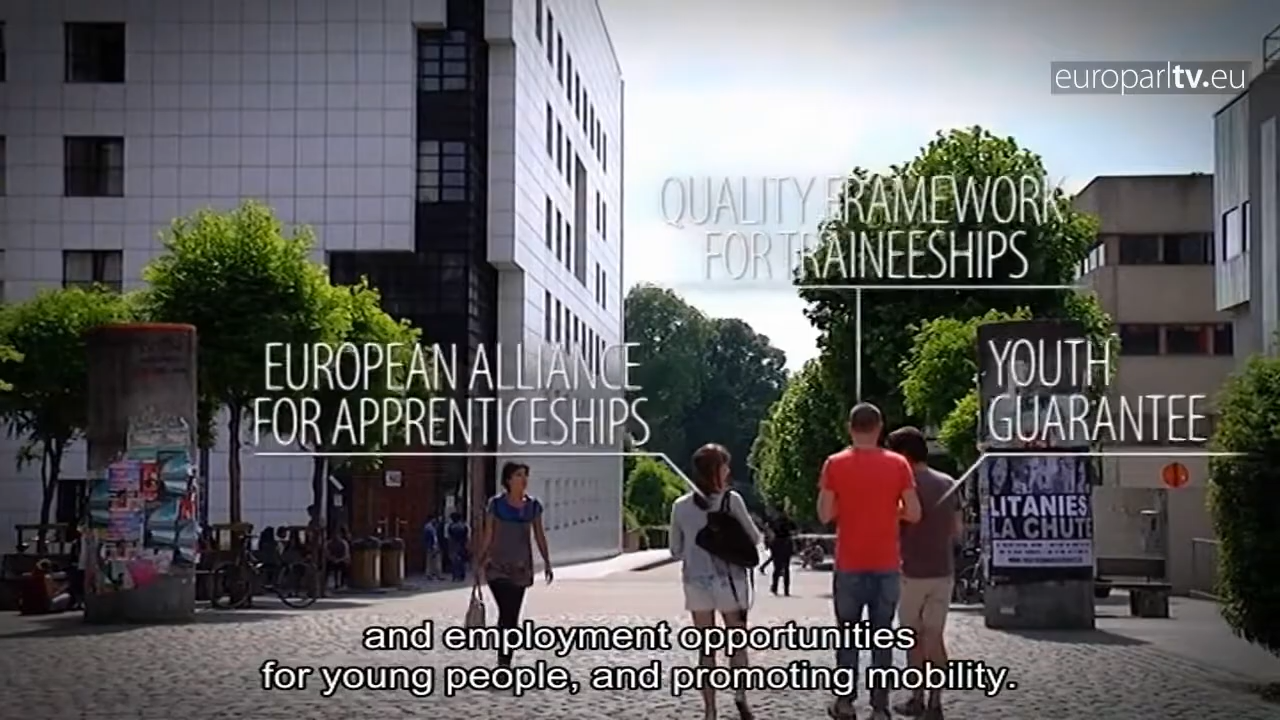 europarltv.eu
QUALITY FRAMEWORK
FOR TRAINEESHIPS
EUROPEAN ALLIANCE
FOR APPRENTICESHIPS
YOUTH
GUARANTEE
LITANIES
LA CHUTE
and employment opportunities
for young people, and promoting mobility.